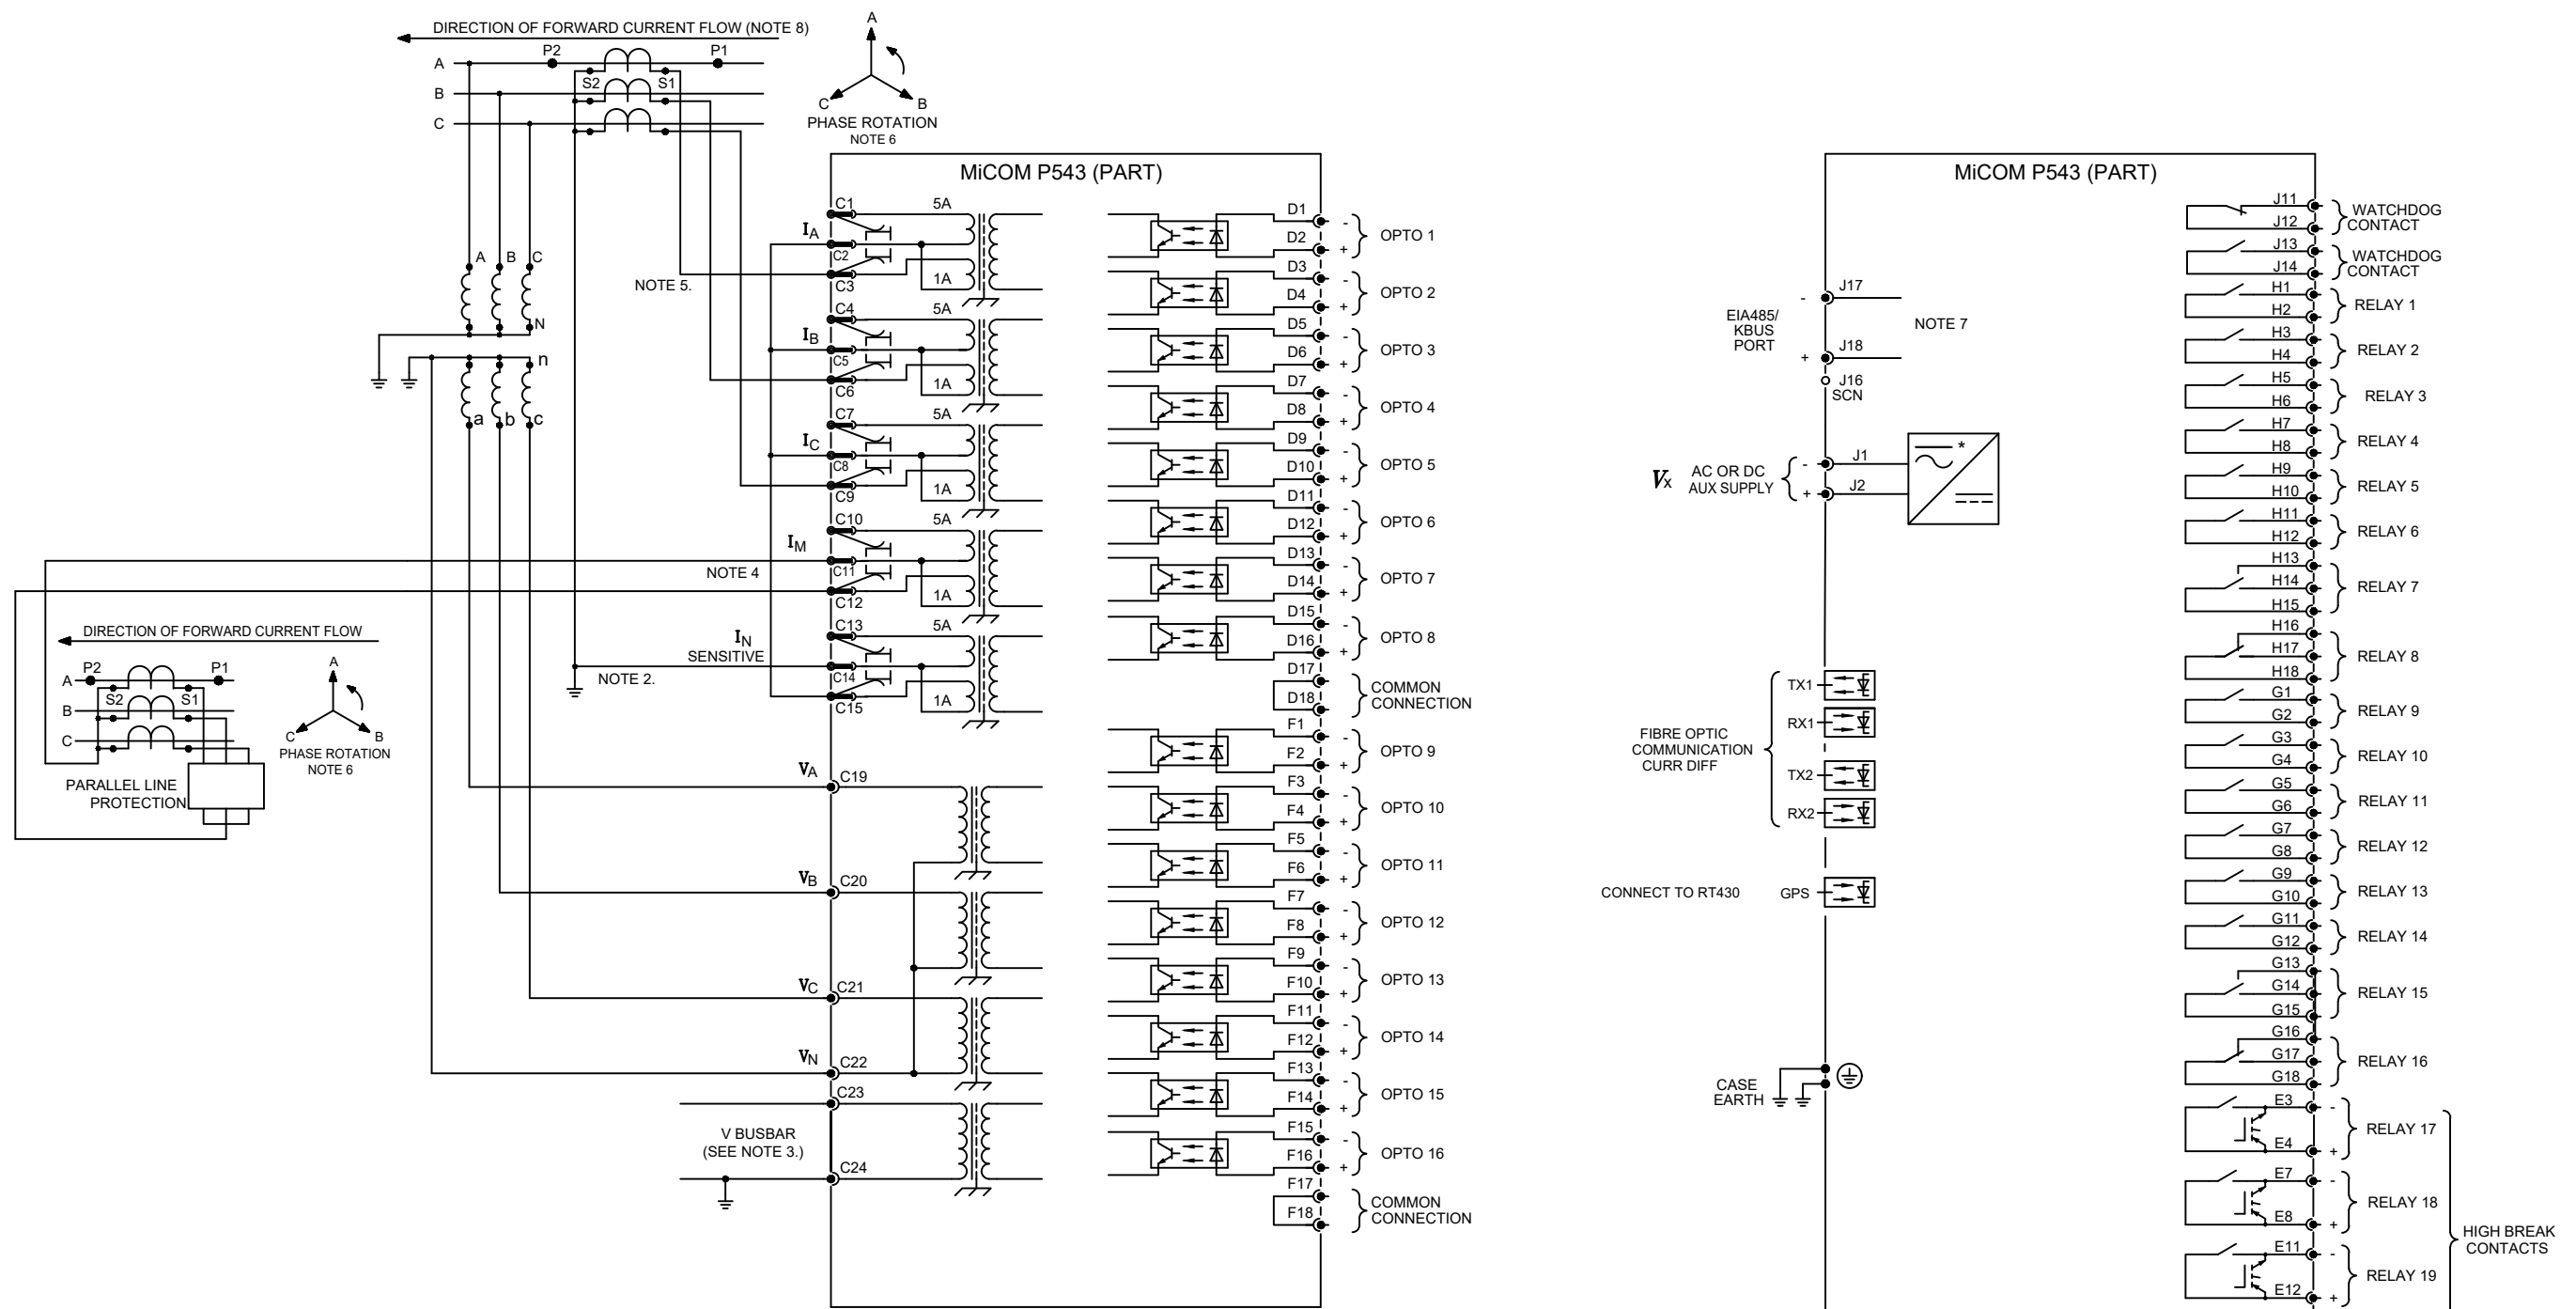 DIRECTION OF FORWARD CURRENT FLOW (NOTE 8)
A
P2
P1
A
S2
S1
B
C
C
B
PHASE ROTATION
NOTE 6
A
B
C
N
n
a
b
c
NOTE 5.
NOTE 4
DIRECTION OF FORWARD CURRENT FLOW
P2
P1
A
A
S2
S1
B
C
C
B
PHASE ROTATION
NOTE 6
PARALLEL LINE
PROTECTION
IN
SENSITIVE
NOTE 2.
MiCOM P543 (PART)
C1
5A
IA
C2
C3
1A
C4
5A
IB
C5
C6
1A
C7
5A
IC
C8
C9
1A
C10
5A
IM
C11
C12
1A
C13
5A
C14
C15
1A
VA
C19
VB
C20
VC
C21
VN
C22
C23
V BUSBAR
(SEE NOTE 3.)
C24
D1
-
D2
+
OPTO 1
D3
-
D4
+
OPTO 2
D5
-
D6
+
OPTO 3
D7
-
D8
+
OPTO 4
D9
-
D10
+
OPTO 5
D11
-
D12
+
OPTO 6
D13
-
D14
+
OPTO 7
D15
-
D16
+
OPTO 8
D17
D18
COMMON
CONNECTION
F1
-
F2
+
OPTO 9
F3
-
F4
+
OPTO 10
F5
-
F6
+
OPTO 11
F7
-
F8
+
OPTO 12
F9
-
F10
+
OPTO 13
F11
-
F12
+
OPTO 14
F13
-
F14
+
OPTO 15
F15
-
F16
+
OPTO 16
F17
F18
COMMON
CONNECTION
MiCOM P543 (PART)
-
J17
EIA485/
KBUS
PORT
NOTE 7
+
J18
J16
SCN
Vx
AC OR DC
AUX SUPPLY
-
J1
+
J2
*
FIBRE OPTIC
COMMUNICATION
CURR DIFF
TX1
RX1
TX2
RX2
CONNECT TO RT430
GPS
CASE
EARTH
J11
J12
WATCHDOG
CONTACT
J13
J14
WATCHDOG
CONTACT
H1
H2
RELAY 1
H3
H4
RELAY 2
H5
H6
RELAY 3
H7
H8
RELAY 4
H9
H10
RELAY 5
H11
H12
RELAY 6
H13
H14
H15
RELAY 7
H16
H17
H18
RELAY 8
G1
G2
RELAY 9
G3
G4
RELAY 10
G5
G6
RELAY 11
G7
G8
RELAY 12
G9
G10
RELAY 13
G11
G12
RELAY 14
G13
G14
G15
RELAY 15
G16
G17
G18
RELAY 16
E3
-
E4
+
RELAY 17
E7
-
E8
+
RELAY 18
E11
-
E12
+
RELAY 19
HIGH BREAK
CONTACTS